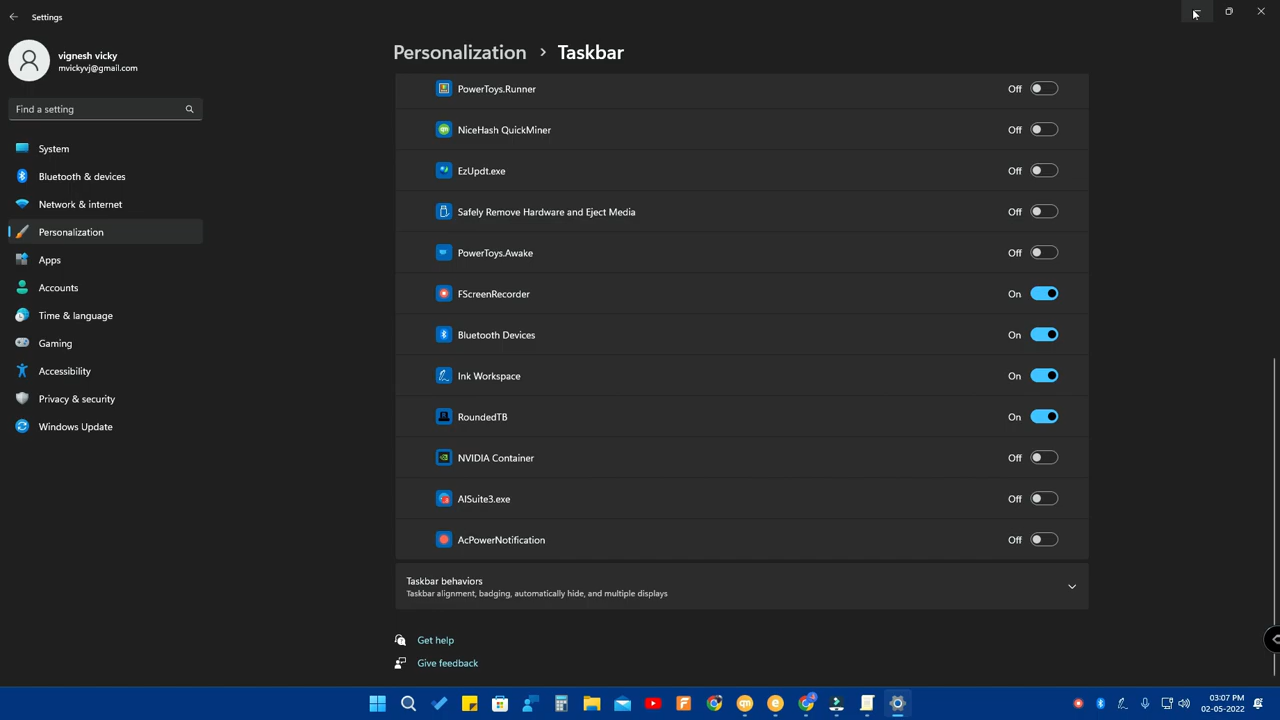 Settings
vignesh vicky
mvickyvj@gmail.com
Find a setting
System
Bluetooth & devices
Network & internet
Personalization
Apps
Accounts
Time & language
Gaming
Accessibility
Privacy & security
Windows Update
Personalization > Taskbar
PowerToys.Runner Off
NiceHash QuickMiner Off
EzUpdt.exe Off
Safely Remove Hardware and Eject Media Off
PowerToys.Awake Off
FScreenRecorder On
Bluetooth Devices On
Ink Workspace On
RoundedTB On
NVIDIA Container Off
AISuite3.exe Off
AcPowerNotification Off
Taskbar behaviors
Taskbar alignment, badging, automatically hide, and multiple displays
Get help
Give feedback
03:07 PM
02-05-2022